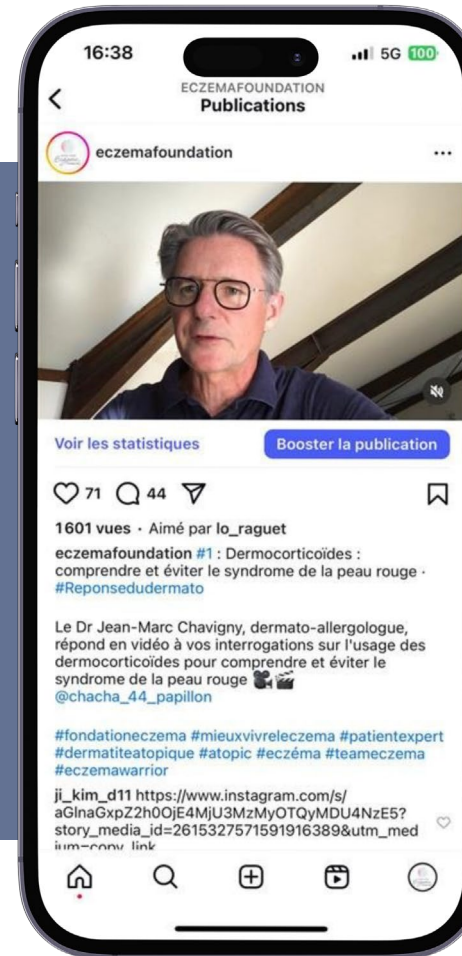 16:38
5G 100
ECZEMAFOUNDATION
Publications
eczemafoundation
Voir les statistiques
Booster la publication
71 44
1601 vues · Aimé par lo_raguet
eczemafoundation #1 : Dermocorticoïdes :
comprendre et éviter le syndrome de la peau rouge ·
#Reponsedudermato
Le Dr Jean-Marc Chavigny, dermato-allergologue,
répond en vidéo à vos interrogations sur l'usage des
dermocorticoïdes pour comprendre et éviter le
syndrome de la peau rouge 🎥🎬
@chacha_44_papillon
#fondationeczema #mieuxvivreleczema #patientexpert
#dermatiteatopique #atopic #eczéma #teameczema
#eczemawarrior
ji_kim_d11 https://www.instagram.com/s/
aGlnaGxpZ2h0OjE4MjU3MzMyOTQyMDU4NzE5?
story_media_id=2615327571591916389&utm_med
ium=copy_link